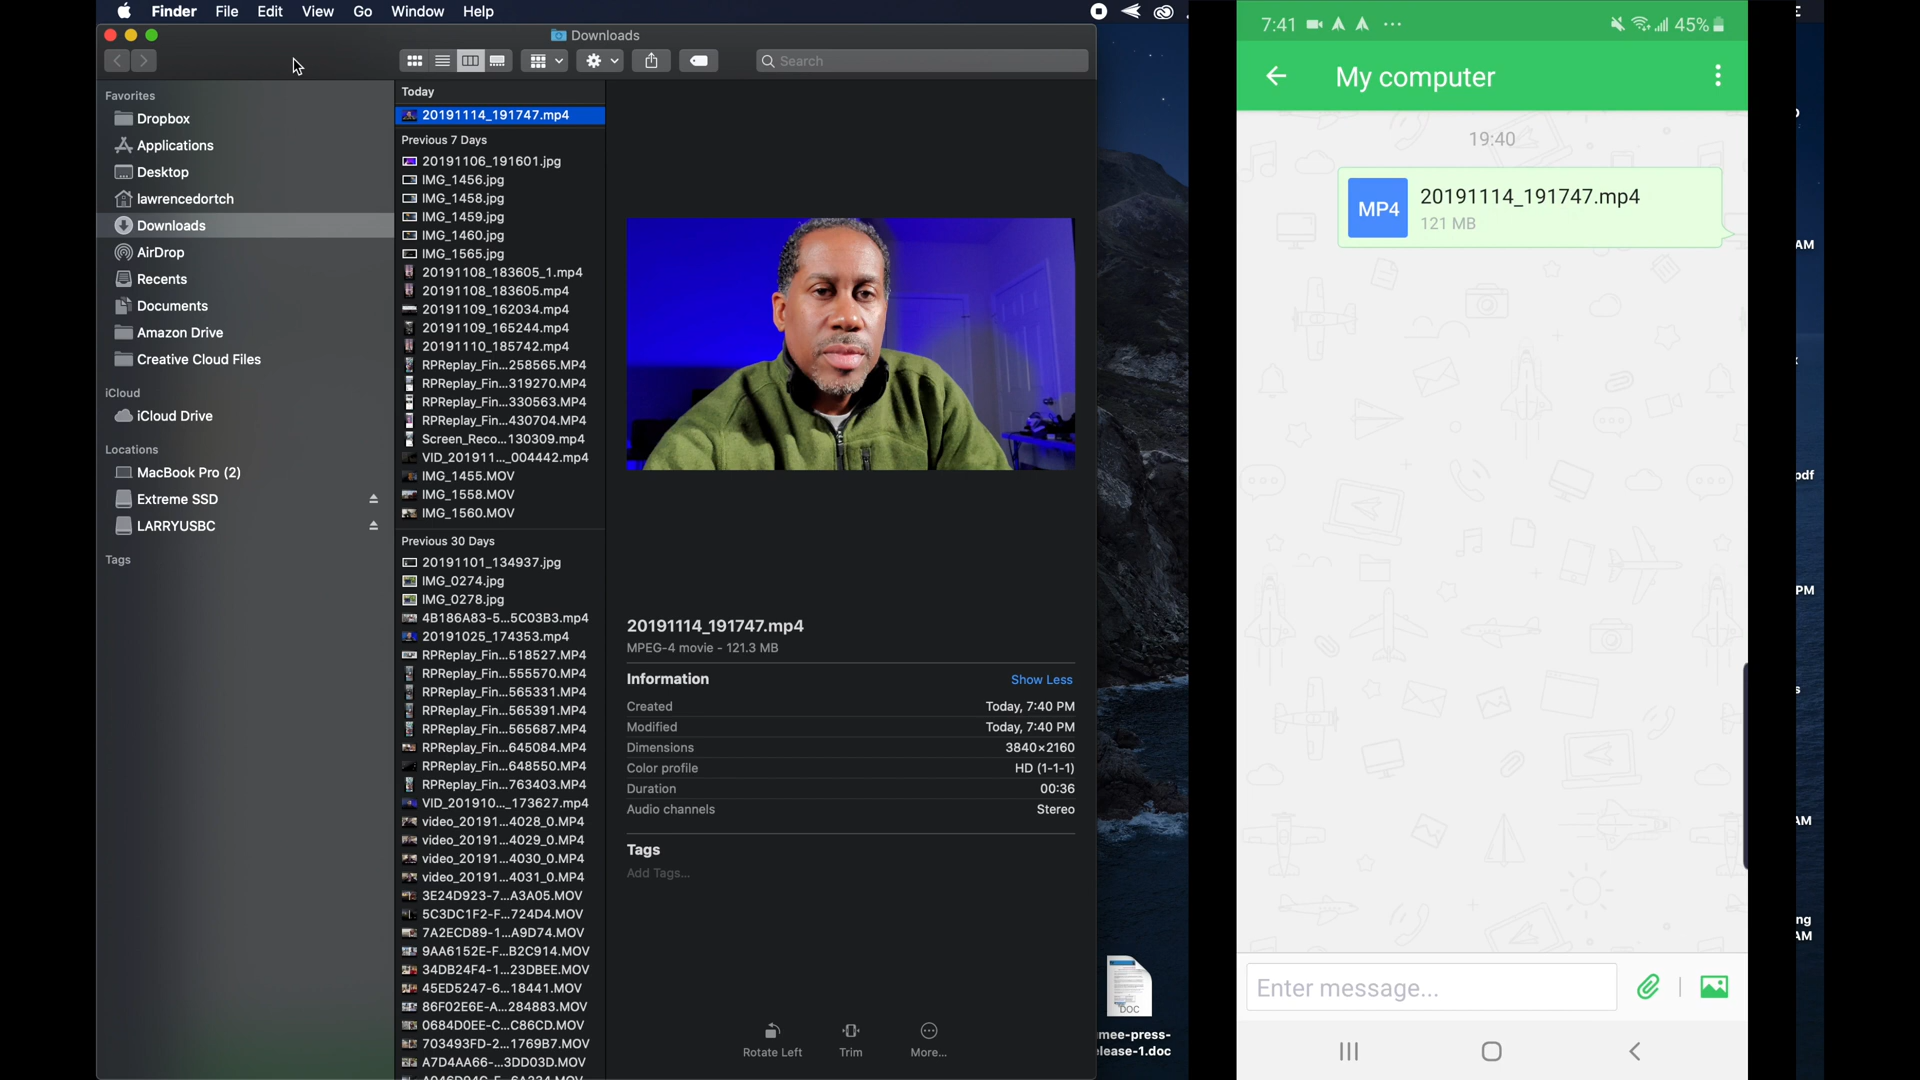 Finder File Edit View Go Window Help
Downloads
Search
Favorites
Dropbox
Applications
Desktop
lawrencedortch
Downloads
AirDrop
Recents
Documents
Amazon Drive
Creative Cloud Files
iCloud
iCloud Drive
Locations
MacBook Pro (2)
Extreme SSD
LARRYUSBC
Tags
Today
20191114_191747.mp4
Previous 7 Days
20191106_191601.jpg
IMG_1456.jpg
IMG_1458.jpg
IMG_1459.jpg
IMG_1460.jpg
IMG_1565.jpg
20191108_183605_1.mp4
20191108_183605.mp4
20191109_162034.mp4
20191109_165244.mp4
20191110_185742.mp4
RPReplay_Fin...258565.MP4
RPReplay_Fin...319270.MP4
RPReplay_Fin...330563.MP4
RPReplay_Fin...430704.MP4
Screen_Reco...130309.mp4
VID_201911..._004442.mp4
IMG_1455.MOV
IMG_1558.MOV
IMG_1560.MOV
Previous 30 Days
20191101_134937.jpg
IMG_0274.jpg
IMG_0278.jpg
4B186A83-5...5C03B3.mp4
20191025_174353.mp4
RPReplay_Fin...518527.MP4
RPReplay_Fin...555570.MP4
RPReplay_Fin...565331.MP4
RPReplay_Fin...565391.MP4
RPReplay_Fin...565687.MP4
RPReplay_Fin...645084.MP4
RPReplay_Fin...648550.MP4
RPReplay_Fin...763403.MP4
VID_201910..._173627.mp4
video_20191...4028_0.MP4
video_20191...4029_0.MP4
video_20191...4030_0.MP4
video_20191...4031_0.MP4
3E24D923-7...A3A05.MOV
5C3DC1F2-F...724D4.MOV
7A2ECD89-1...A9D74.MOV
9AA6152E-F...B2C914.MOV
34DB24F4-1...23DBEE.MOV
45ED5247-6...18441.MOV
86F02E6E-A...284883.MOV
0684D0EE-C...C86CD.MOV
703493FD-2...1769B7.MOV
A7D4AA66-...3DD03D.MOV
20191114_191747.mp4
MPEG-4 movie - 121.3 MB
Information Show Less
Created Today, 7:40 PM
Modified Today, 7:40 PM
Dimensions 3840×2160
Color profile HD (1-1-1)
Duration 00:36
Audio channels Stereo
Tags
Add Tags...
Rotate Left Trim More...
DOC
mee-press-
lease-1.doc
7:41 45%
My computer
19:40
MP4
20191114_191747.mp4
121 MB
Enter message...
AM
pdf
PM
s
AM
ng
AM